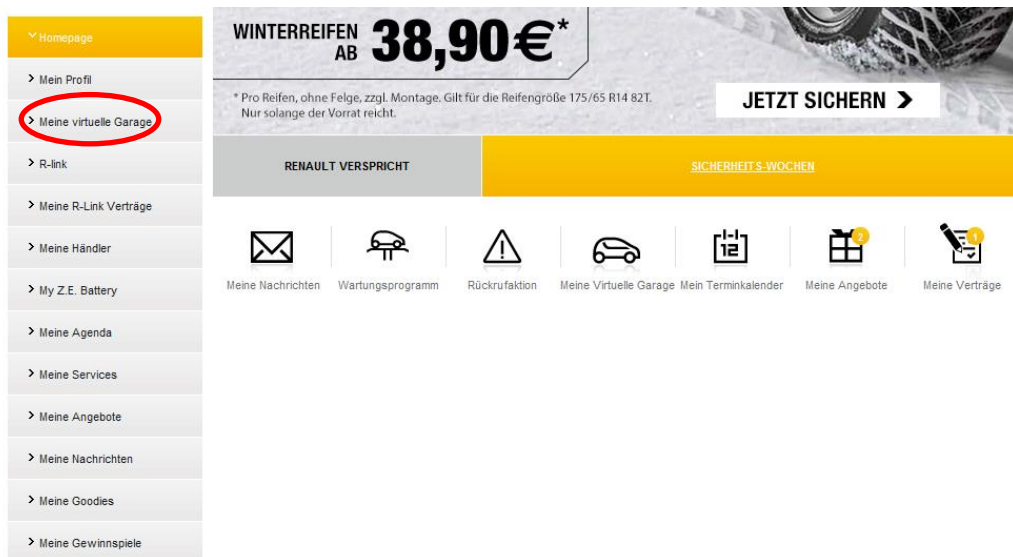 Homepage
Mein Profil
Meine virtuelle Garage
R-link
Meine R-Link Verträge
Meine Händler
My Z.E. Battery
Meine Agenda
Meine Services
Meine Angebote
Meine Nachrichten
Meine Goodies
Meine Gewinnspiele
WINTERREIFEN
AB 38,90€*
* Pro Reifen, ohne Felge, zzgl. Montage. Gilt für die Reifengröße 175/65 R14 82T.
Nur solange der Vorrat reicht.
JETZT SICHERN
RENAULT VERSPRICHT
SICHERHEITS-WOCHEN
12 2 1
Meine Nachrichten Wartungsprogramm Rückrufaktion Meine Virtuelle Garage Mein Terminkalender Meine Angebote Meine Verträge